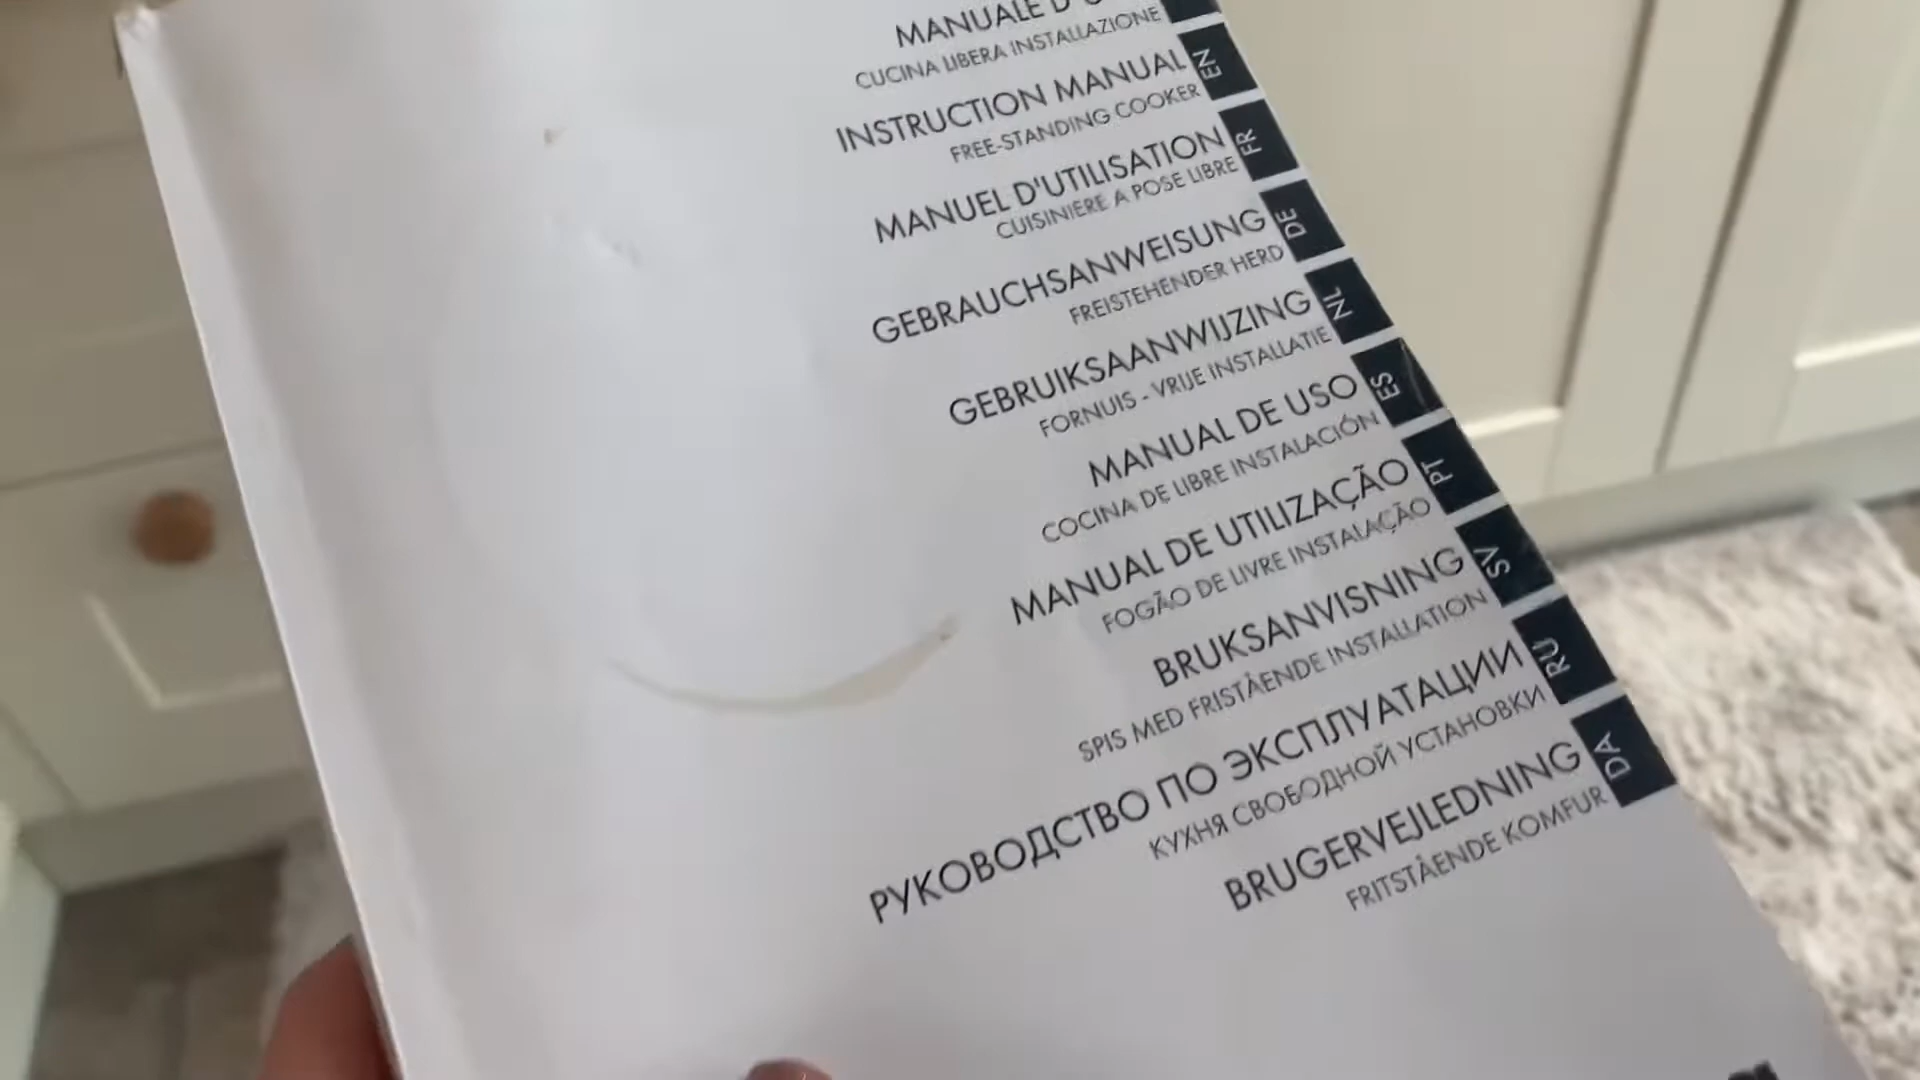 MANUALE D'
CUCINA LIBERA INSTALLAZIONE
INSTRUCTION MANUAL
FREE-STANDING COOKER
EN
MANUEL D'UTILISATION
CUISINIERE A POSE LIBRE
FR
GEBRAUCHSANWEISUNG
FREISTEHENDER HERD
DE
GEBRUIKSAANWIJZING
FORNUIS - VRIJE INSTALLATIE
NL
MANUAL DE USO
COCINA DE LIBRE INSTALACIÓN
ES
MANUAL DE UTILIZAÇÃO
FOGÃO DE LIVRE INSTALAÇÃO
PT
BRUKSANVISNING
SPIS MED FRISTÅENDE INSTALLATION
SV
РУКОВОДСТВО ПО ЭКСПЛУАТАЦИИ
КУХНЯ СВОБОДНОЙ УСТАНОВКИ
RU
BRUGERVEJLEDNING
FRITSTÅENDE KOMFUR
DA